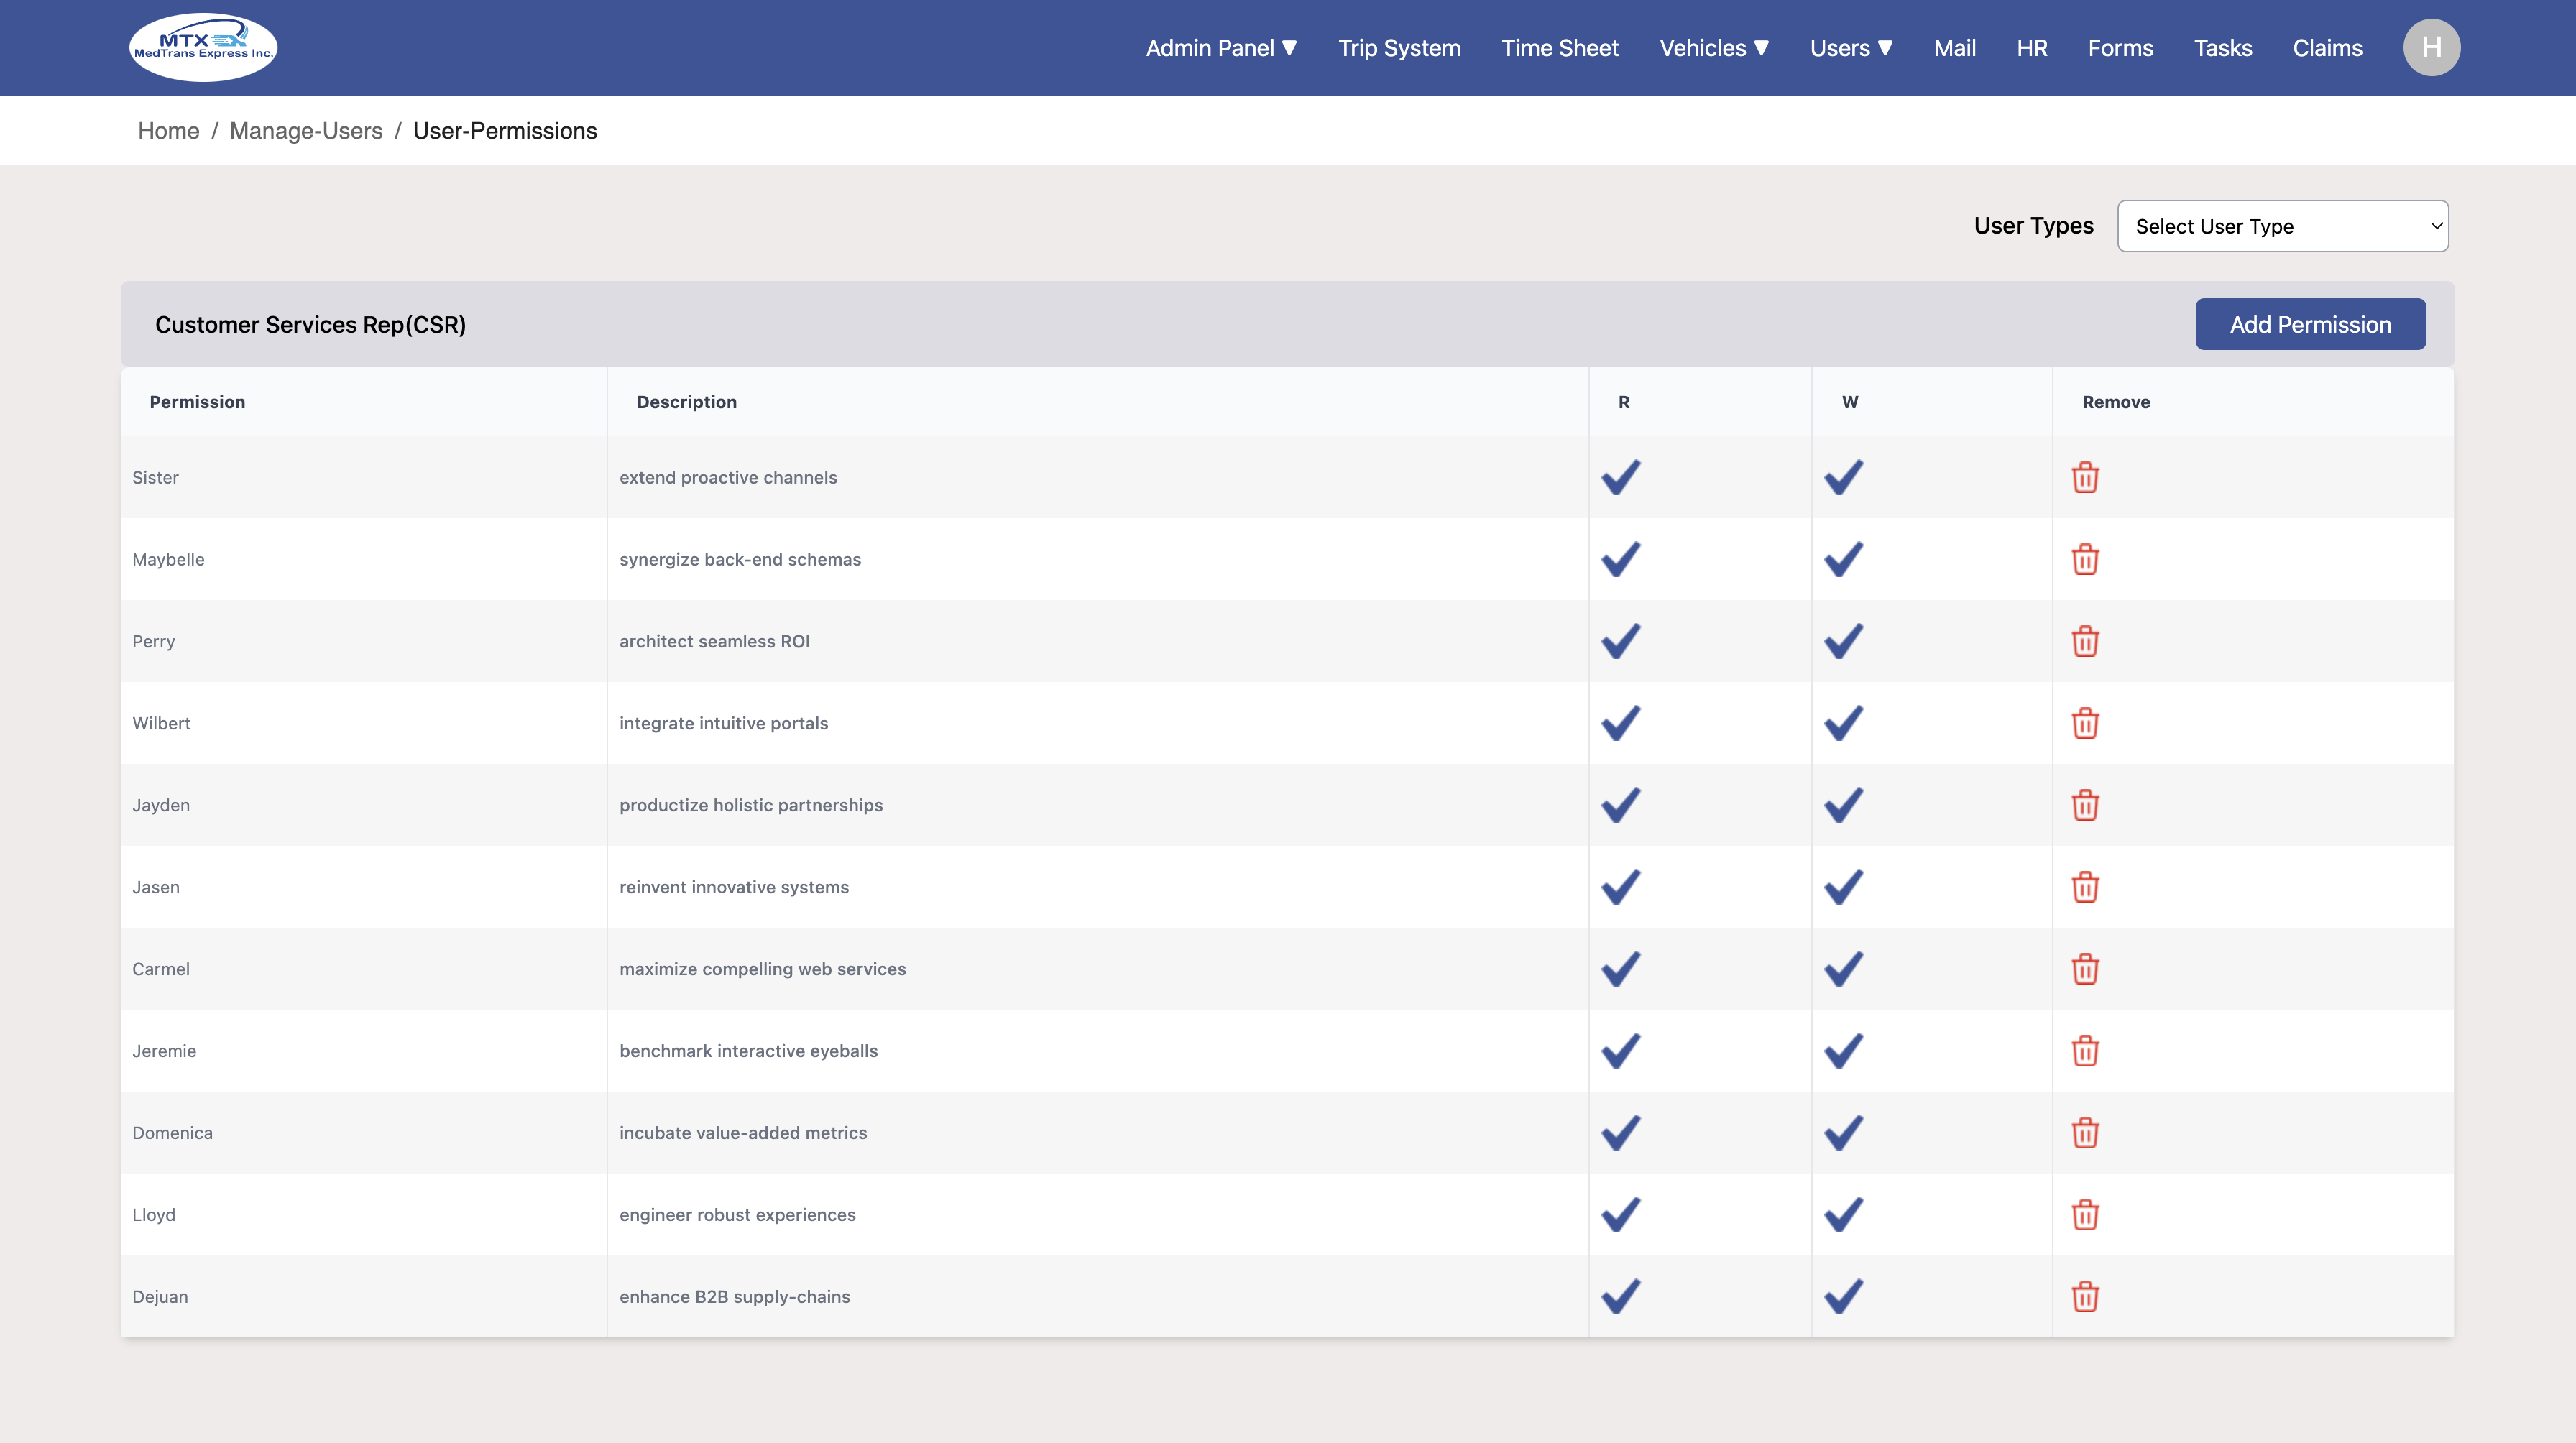 MTX
MedTrans Express Inc.
Admin Panel ▼ Trip System Time Sheet Vehicles ▼ Users ▼ Mail HR Forms Tasks Claims H
Home / Manage-Users / User-Permissions
User Types Select User Type
Customer Services Rep(CSR) Add Permission
Permission Description R W Remove
Sister extend proactive channels
Maybelle synergize back-end schemas
Perry architect seamless ROI
Wilbert integrate intuitive portals
Jayden productize holistic partnerships
Jasen reinvent innovative systems
Carmel maximize compelling web services
Jeremie benchmark interactive eyeballs
Domenica incubate value-added metrics
Lloyd engineer robust experiences
Dejuan enhance B2B supply-chains